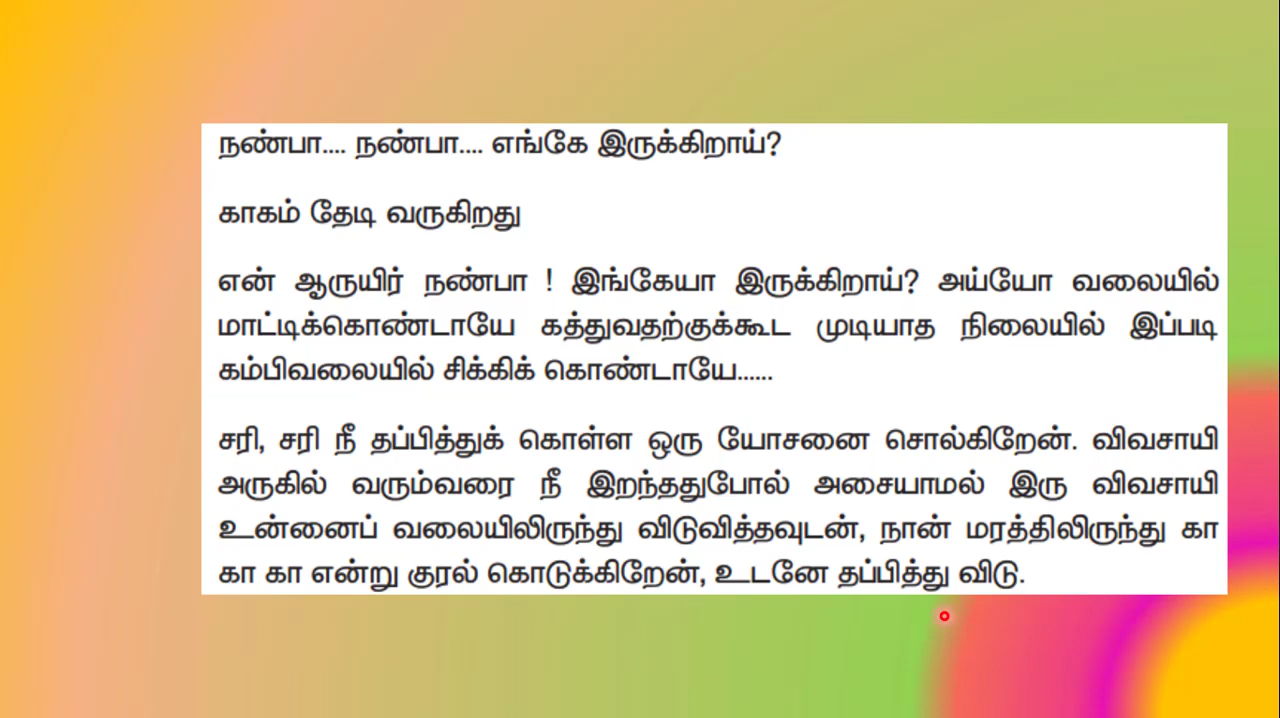 நண்பா.... நண்பா.... எங்கே இருக்கிறாய்?
காகம் தேடி வருகிறது
என் ஆருயிர் நண்பா ! இங்கேயா இருக்கிறாய்? அய்யோ வலையில்
மாட்டிக்கொண்டாயே கத்துவதற்குக்கூட முடியாத நிலையில் இப்படி
கம்பிவலையில் சிக்கிக் கொண்டாயே......
சரி, சரி நீ தப்பித்துக் கொள்ள ஒரு யோசனை சொல்கிறேன். விவசாயி
அருகில் வரும்வரை நீ இறந்ததுபோல் அசையாமல் இரு விவசாயி
உன்னைப் வலையிலிருந்து விடுவித்தவுடன், நான் மரத்திலிருந்து கா
கா கா என்று குரல் கொடுக்கிறேன், உடனே தப்பித்து விடு.